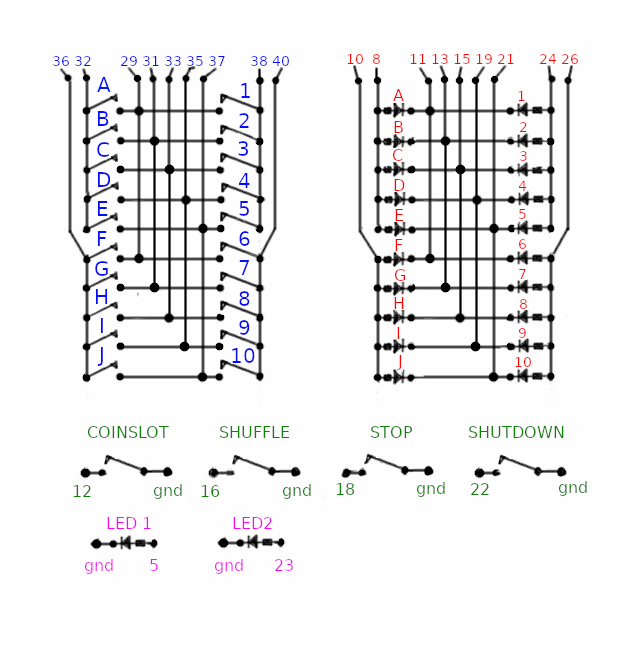 36 32 29 31 33 35 37 38 40 10 8 11 13 15 19 21 24 26
A 1 A 1
B 2 B 2
C 3 C 3
D 4 D 4
E 5 E 5
F 6 F 6
G 7 G 7
H 8 H 8
I 9 I 9
J 10 J 10
COINSLOT SHUFFLE STOP SHUTDOWN
12 gnd 16 gnd 18 gnd 22 gnd
LED 1 LED2
gnd 5 gnd 23